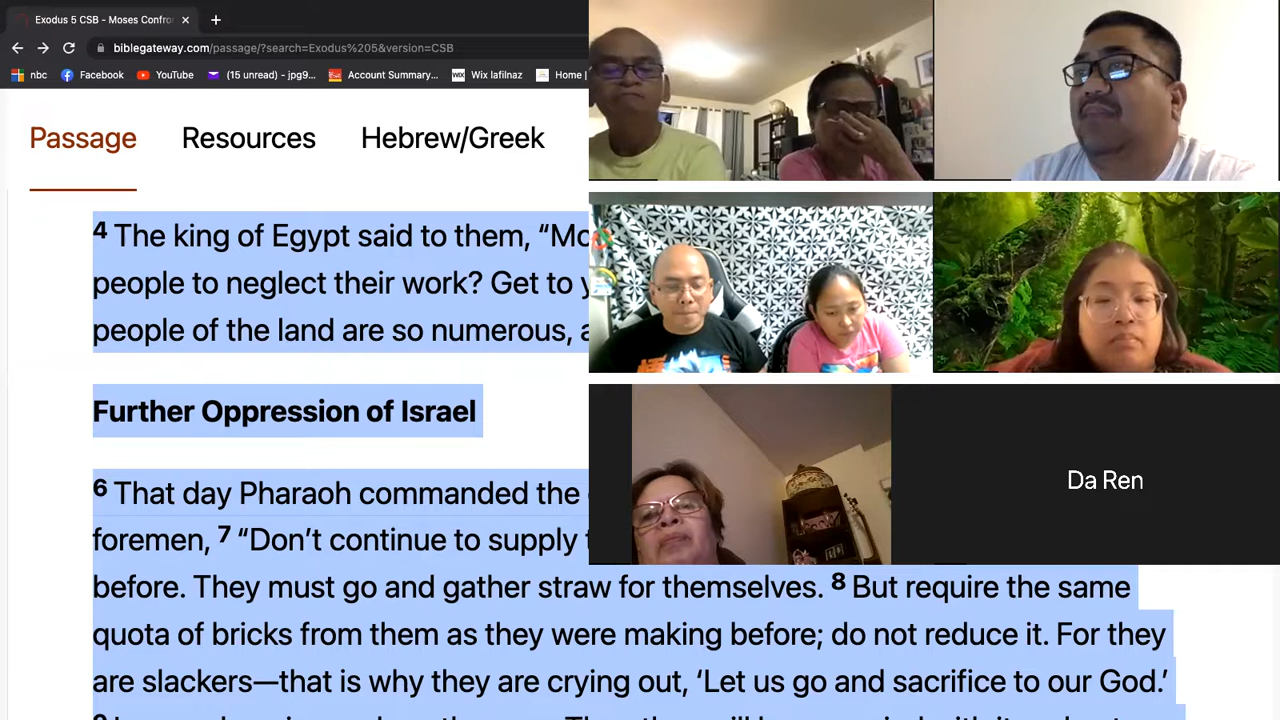 Exodus 5 CSB - Moses Confro
biblegateway.com/passage/?search=Exodus%205&version=CSB
nbc Facebook YouTube (15 unread) - jpg9... Account Summary... WIX Wix lafilnaz Home |
Passage Resources Hebrew/Greek
4 The king of Egypt said to them, “Mo
people to neglect their work? Get to y
people of the land are so numerous, a
Further Oppression of Israel
6 That day Pharaoh commanded the
foremen, 7 “Don’t continue to supply
before. They must go and gather straw for themselves. 8 But require the same
quota of bricks from them as they were making before; do not reduce it. For they
are slackers—that is why they are crying out, ‘Let us go and sacrifice to our God.’
Da Ren